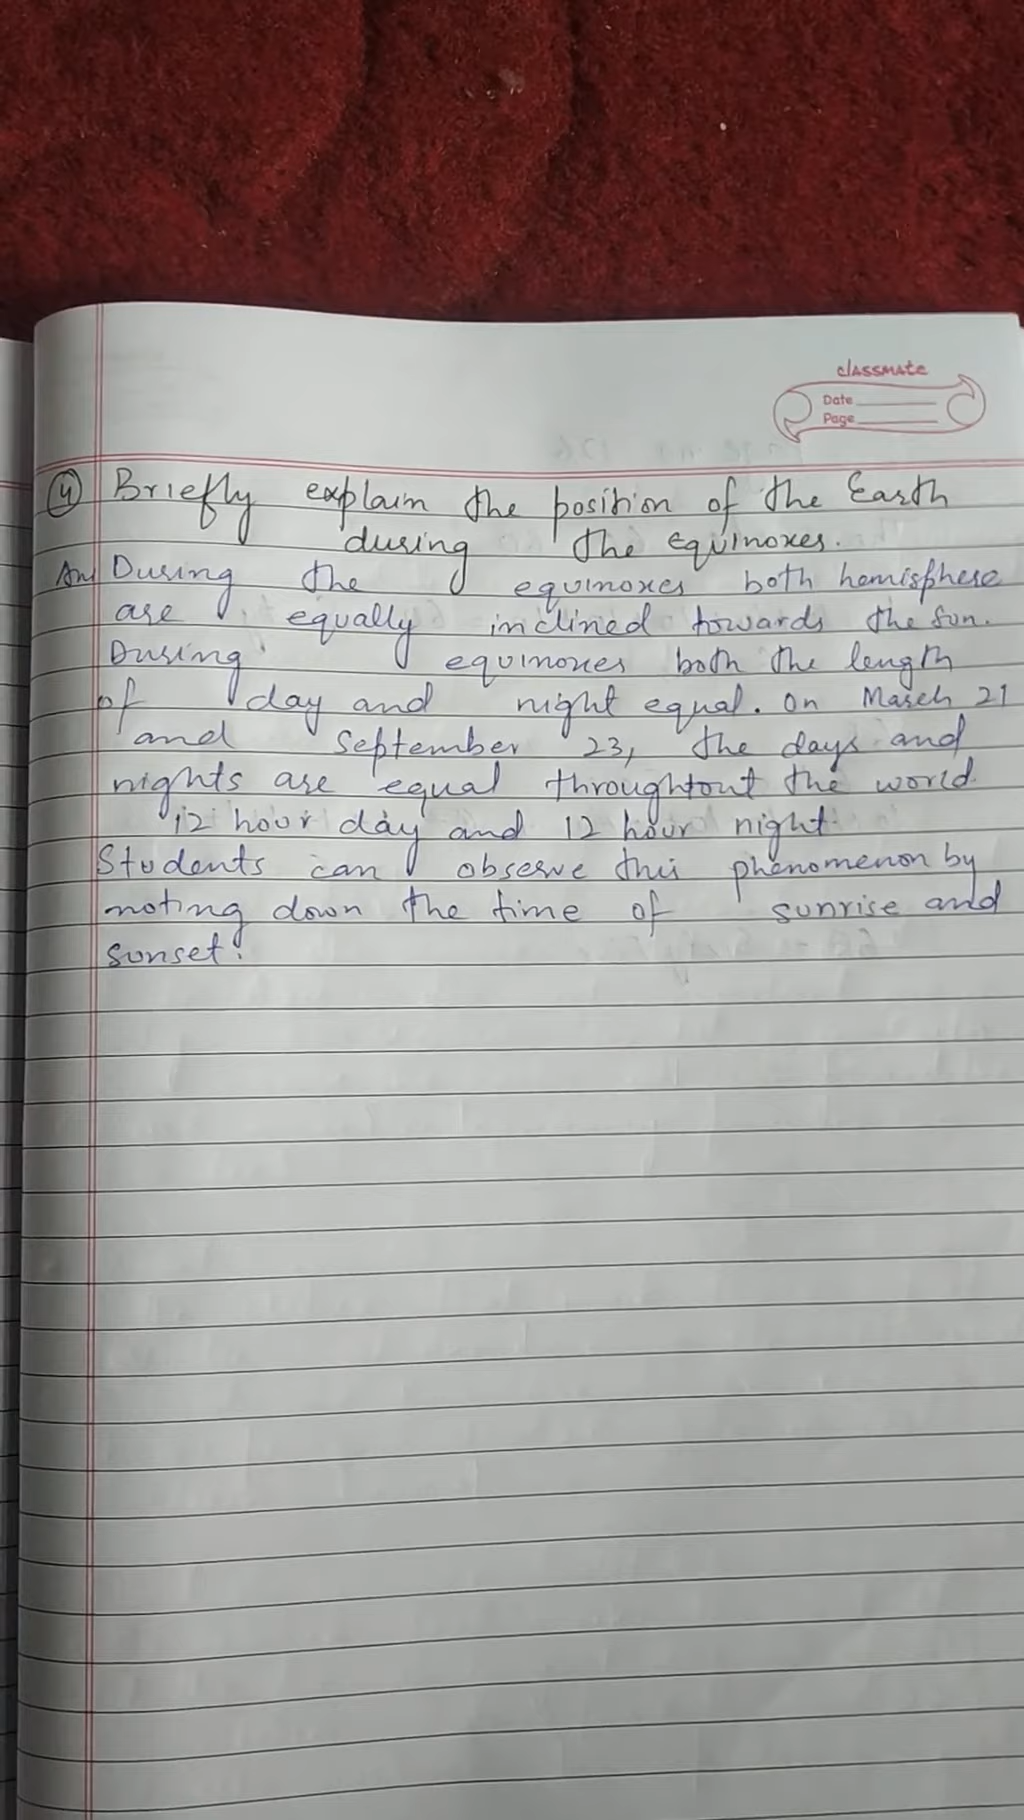 classmate
Date
Page
4 Briefly explain the position of the Earth
during the equinoxes.
Ans During the equinoxes both hemisphere
are equally inclined towards the sun.
During equinoxes both the length
of day and night equal. On March 21
and September 23, the days and
nights are equal throughtout the world
12 hour day and 12 hour night
Students can observe this phenomenon by
noting down the time of sunrise and
sunset.